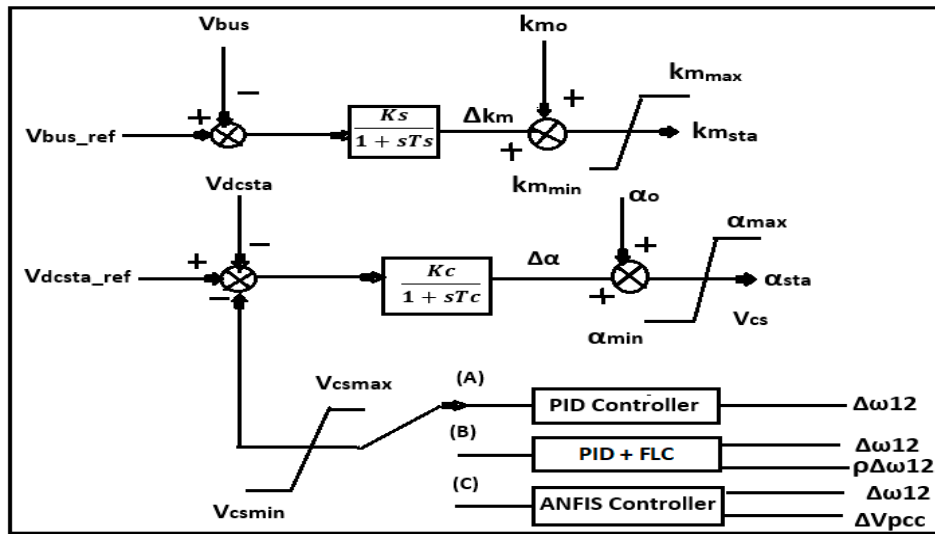 Vbus
kmo
kmmax
Vbus_ref
+
−
Ks
1 + sTs
Δkm
+
+
kmsta
kmmin
Vdcsta
αo
αmax
Vdcsta_ref
+
−
−
Kc
1 + sTc
Δα
+
+
αsta
αmin
Vcs
Vcsmax
(A)
PID Controller
Δω12
(B)
PID + FLC
Δω12
ρΔω12
(C)
ANFIS Controller
Δω12
ΔVpcc
Vcsmin